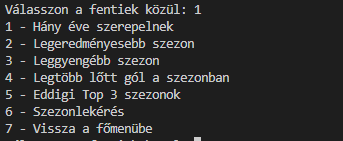 Válasszon a fentiek közül: 1
1 - Hány éve szerepelnek
2 - Legeredményesebb szezon
3 - Leggyengébb szezon
4 - Legtöbb lőtt gól a szezonban
5 - Eddigi Top 3 szezonok
6 - Szezonlekérés
7 - Vissza a főmenübe